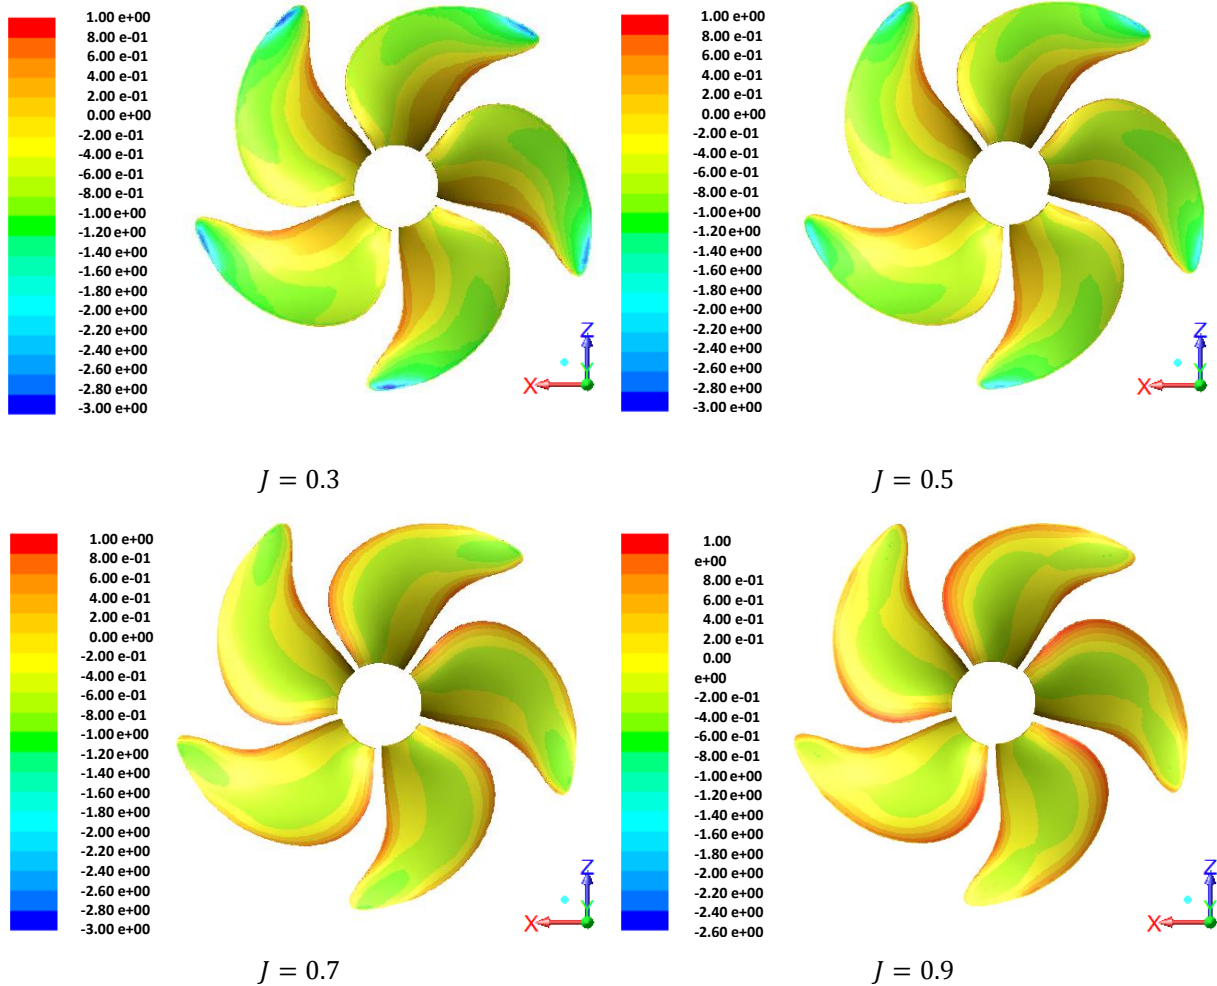 1.00 e+00
8.00 e-01
6.00 e-01
4.00 e-01
2.00 e-01
0.00 e+00
-2.00 e-01
-4.00 e-01
-6.00 e-01
-8.00 e-01
-1.00 e+00
-1.20 e+00
-1.40 e+00
-1.60 e+00
-1.80 e+00
-2.00 e+00
-2.20 e+00
-2.40 e+00
-2.60 e+00
-2.80 e+00
-3.00 e+00
Z
Y
X
J = 0.3
1.00 e+00
8.00 e-01
6.00 e-01
4.00 e-01
2.00 e-01
0.00 e+00
-2.00 e-01
-4.00 e-01
-6.00 e-01
-8.00 e-01
-1.00 e+00
-1.20 e+00
-1.40 e+00
-1.60 e+00
-1.80 e+00
-2.00 e+00
-2.20 e+00
-2.40 e+00
-2.60 e+00
-2.80 e+00
-3.00 e+00
Z
Y
X
J = 0.5
1.00 e+00
8.00 e-01
6.00 e-01
4.00 e-01
2.00 e-01
0.00 e+00
-2.00 e-01
-4.00 e-01
-6.00 e-01
-8.00 e-01
-1.00 e+00
-1.20 e+00
-1.40 e+00
-1.60 e+00
-1.80 e+00
-2.00 e+00
-2.20 e+00
-2.40 e+00
-2.60 e+00
-2.80 e+00
-3.00 e+00
Z
Y
X
J = 0.7
1.00
e+00
8.00 e-01
6.00 e-01
4.00 e-01
2.00 e-01
0.00
e+00
-2.00 e-01
-4.00 e-01
-6.00 e-01
-8.00 e-01
-1.00 e+00
-1.20 e+00
-1.40 e+00
-1.60 e+00
-1.80 e+00
-2.00 e+00
-2.20 e+00
-2.40 e+00
-2.60 e+00
Z
Y
X
J = 0.9